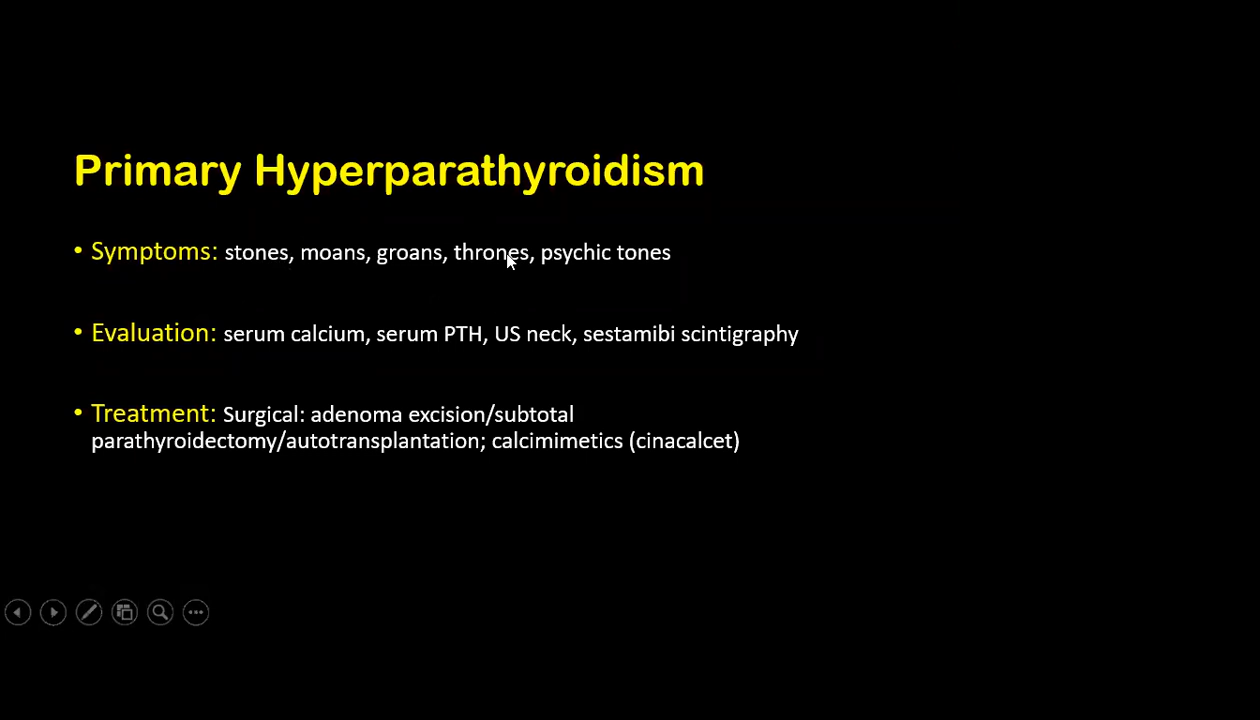 Primary Hyperparathyroidism
• Symptoms: stones, moans, groans, thrones, psychic tones
• Evaluation: serum calcium, serum PTH, US neck, sestamibi scintigraphy
• Treatment: Surgical: adenoma excision/subtotal
parathyroidectomy/autotransplantation; calcimimetics (cinacalcet)